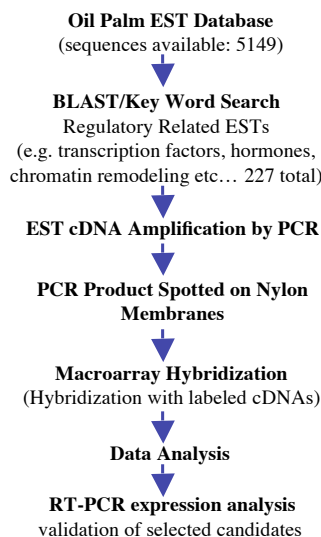 Oil Palm EST Database
(sequences available: 5149)
BLAST/Key Word Search
Regulatory Related ESTs
(e.g. transcription factors, hormones,
chromatin remodeling etc… 227 total)
EST cDNA Amplification by PCR
PCR Product Spotted on Nylon
Membranes
Macroarray Hybridization
(Hybridization with labeled cDNAs)
Data Analysis
RT-PCR expression analysis
validation of selected candidates